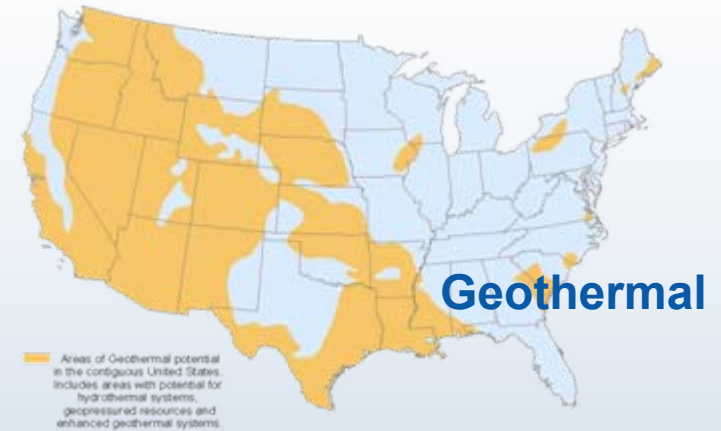 Geothermal
Areas of Geothermal potential
in the contiguous United States.
Includes areas with potential for
hydrothermal systems,
geopressured resources and
enhanced geothermal systems.